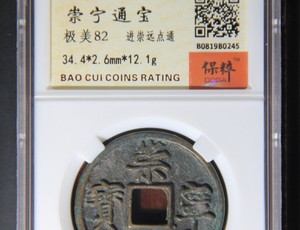 崇宁通宝
极美82 进崇远点通
34.4*2.6mm*12.1g
BAO CUI COINS RATING
B0819B0245
保粹
崇
寳 寧